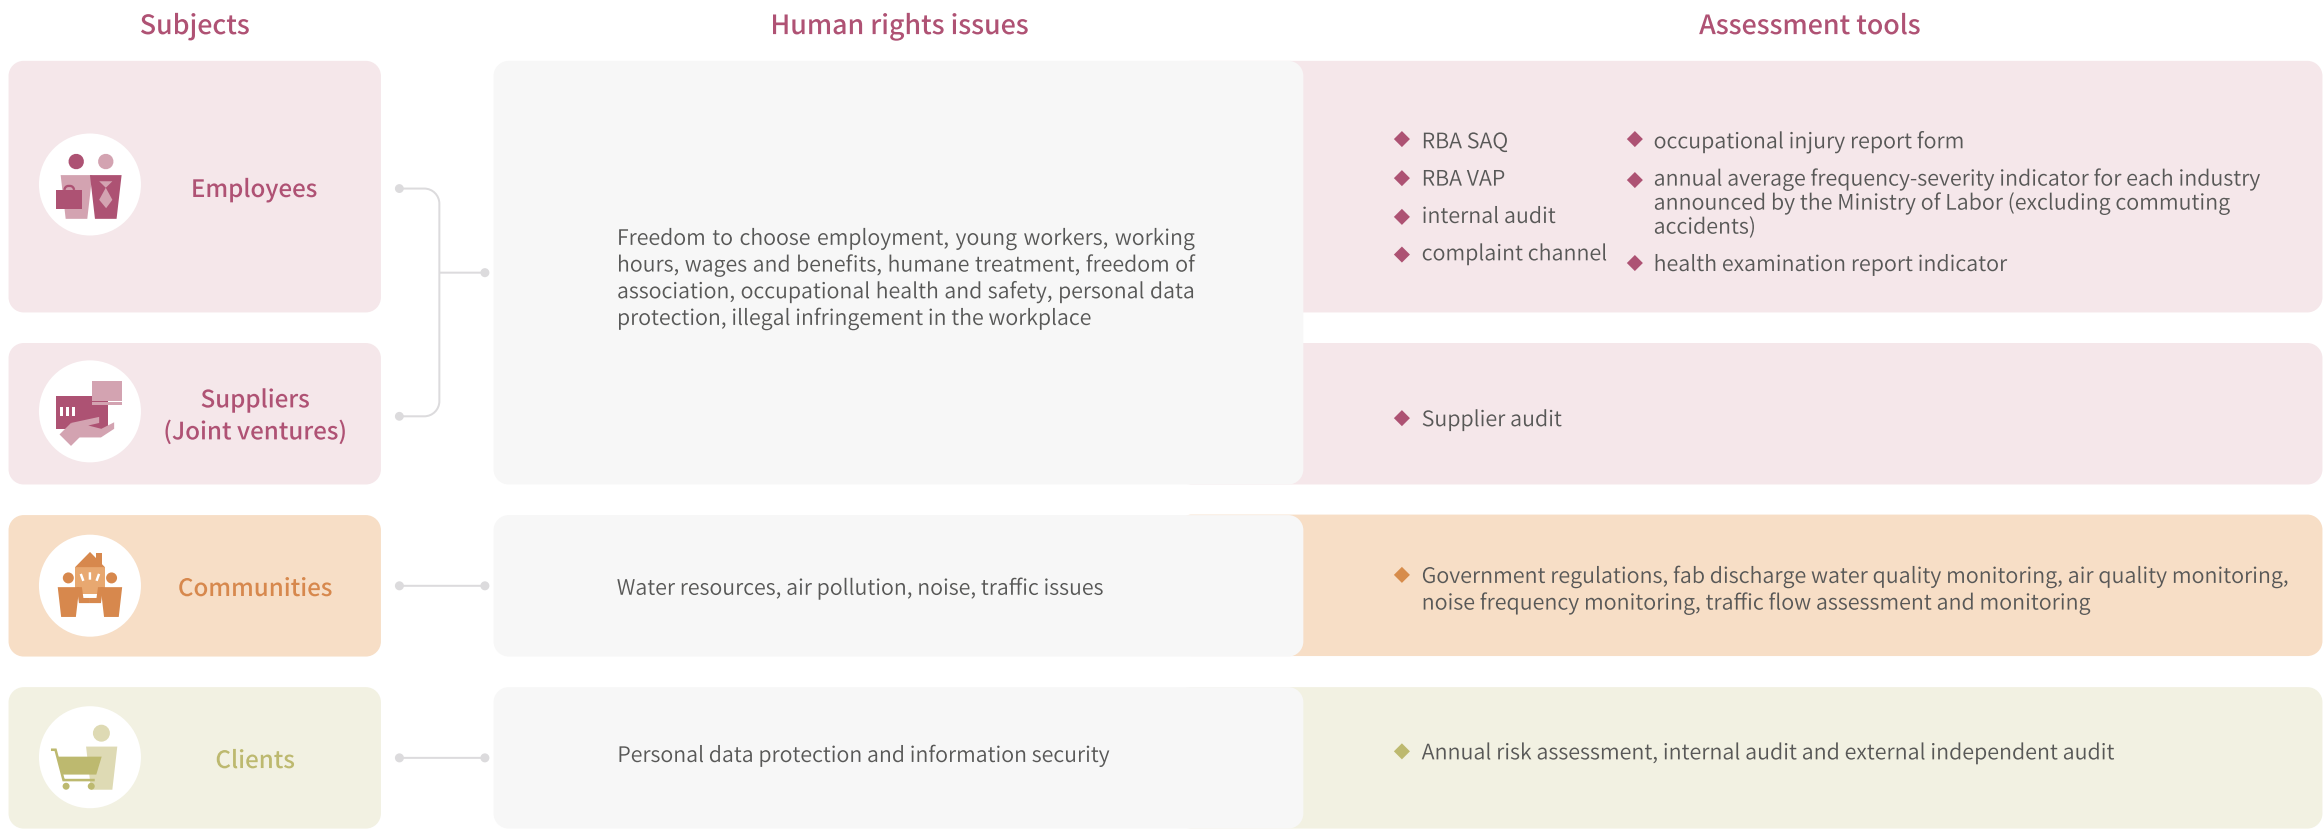 Subjects
Human rights issues
Assessment tools
Employees
Suppliers
(Joint ventures)
Freedom to choose employment, young workers, working
hours, wages and benefits, humane treatment, freedom of
association, occupational health and safety, personal data
protection, illegal infringement in the workplace
RBA SAQ
RBA VAP
internal audit
complaint channel
occupational injury report form
annual average frequency-severity indicator for each industry
announced by the Ministry of Labor (excluding commuting
accidents)
health examination report indicator
Supplier audit
Communities
Water resources, air pollution, noise, traffic issues
Government regulations, fab discharge water quality monitoring, air quality monitoring,
noise frequency monitoring, traffic flow assessment and monitoring
Clients
Personal data protection and information security
Annual risk assessment, internal audit and external independent audit